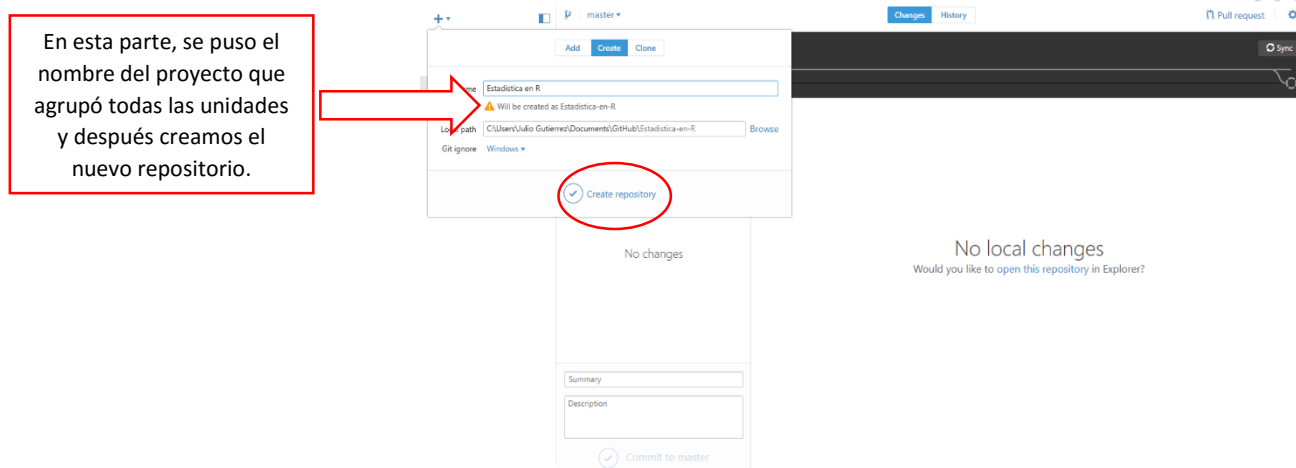 En esta parte, se puso el
nombre del proyecto que
agrupó todas las unidades
y después creamos el
nuevo repositorio.
+
master
Changes History
Pull request
Sync
Add Create Clone
Estadistica en R
Will be created as Estadistica-en-R
path C:\Users\Julio Gutierrez\Documents\GitHub\Estadistica-en-R Browse
Git ignore Windows
Create repository
No changes
No local changes
Would you like to open this repository in Explorer?
Summary
Description
Commit to master